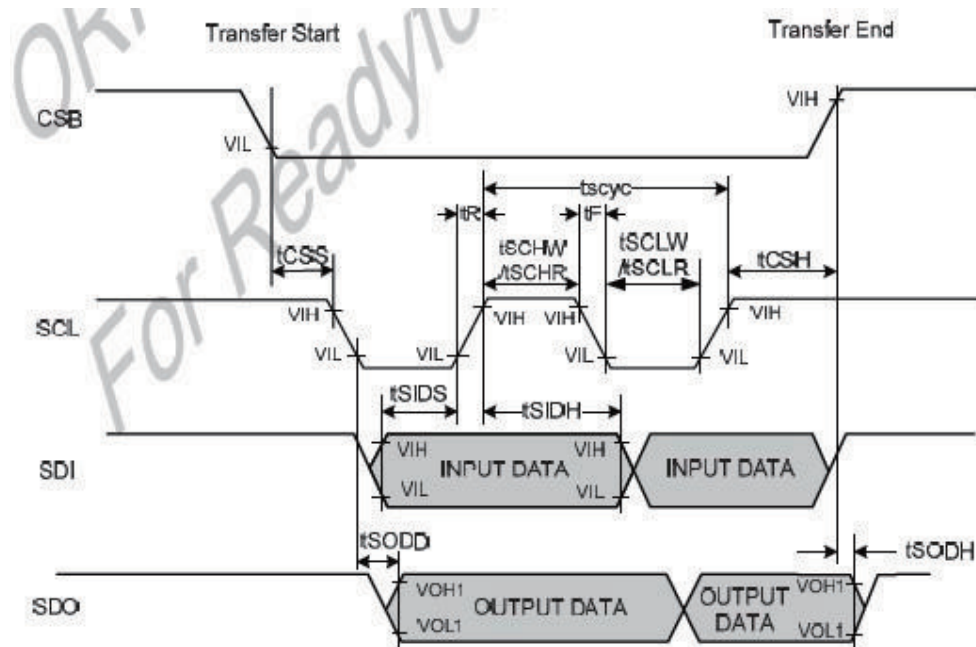 Transfer Start
Transfer End
CSB
VIL
VIH
tscyc
tR
tF
tCSS
tSCHW
/tSCHR
tSCLW
/tSCLR
tCSH
SCL
VIH
VIL
VIL
VIH
VIH
VIL
VIL
VIH
tSIDS
tSIDH
SDI
VIH
VIL
INPUT DATA
VIH
VIL
INPUT DATA
tSODD
tSODH
SDO
VOH1
VOL1
OUTPUT DATA
OUTPUT
DATA
VOH1
VOL1
For